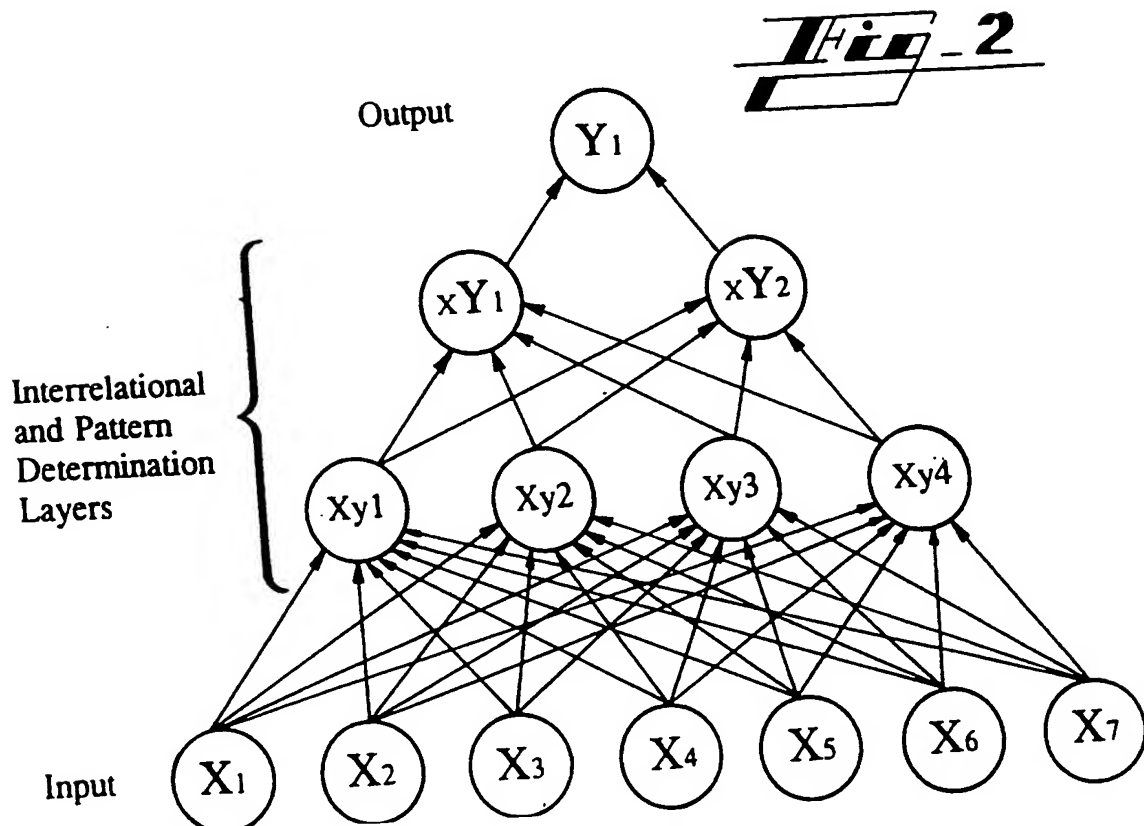 Fig_2
Output
Y1
xY1
xY2
Interrelational
and Pattern
Determination
Layers
Xy1
Xy2
Xy3
Xy4
Input
X1
X2
X3
X4
X5
X6
X7